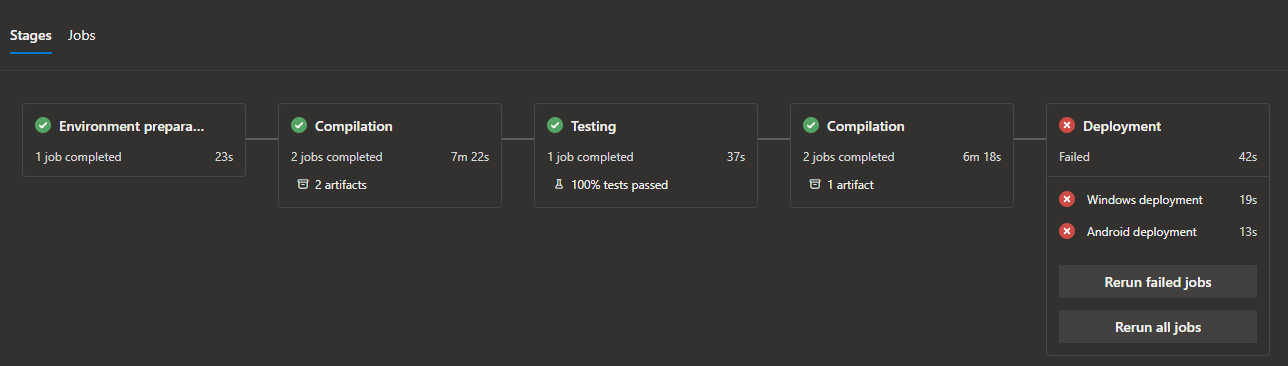 Stages Jobs
Environment prepara...
1 job completed 23s
Compilation
2 jobs completed 7m 22s
2 artifacts
Testing
1 job completed 37s
100% tests passed
Compilation
2 jobs completed 6m 18s
1 artifact
Deployment
Failed 42s
Windows deployment 19s
Android deployment 13s
Rerun failed jobs
Rerun all jobs